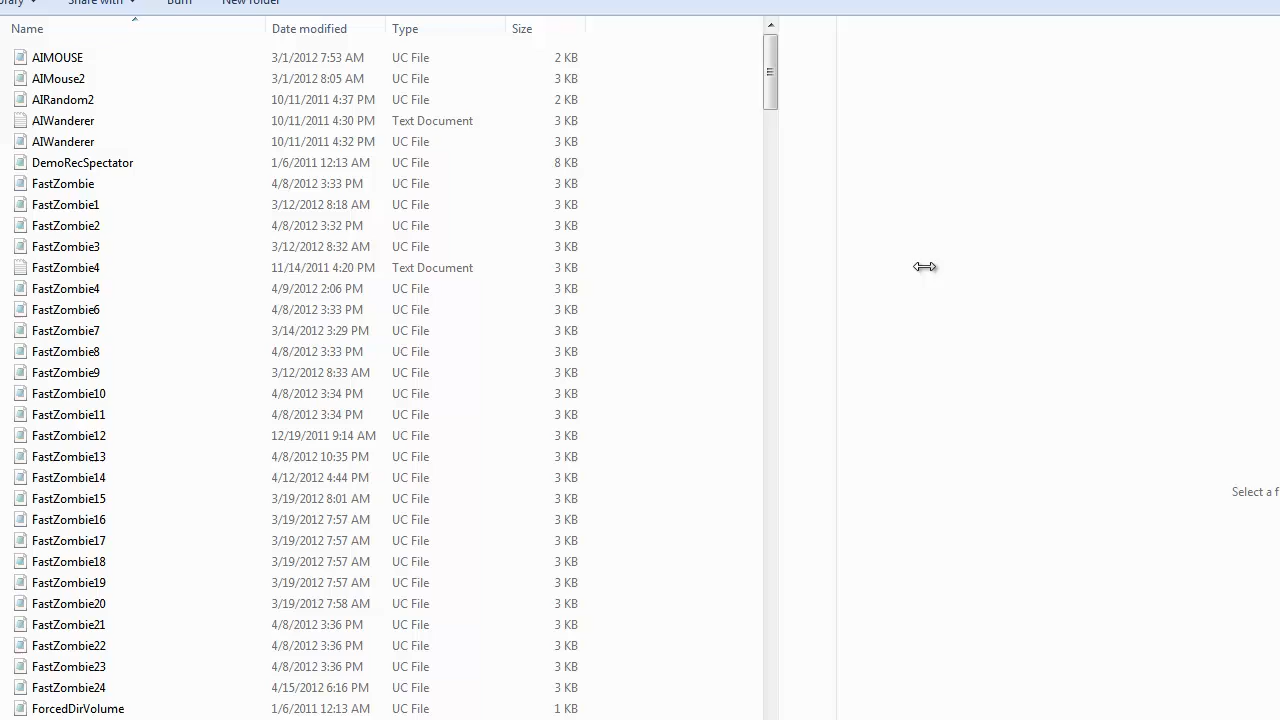 Share with Burn New folder
Name Date modified Type Size
AIMOUSE 3/1/2012 7:53 AM UC File 2 KB
AIMouse2 3/1/2012 8:05 AM UC File 3 KB
AIRandom2 10/11/2011 4:37 PM UC File 2 KB
AIWanderer 10/11/2011 4:30 PM Text Document 3 KB
AIWanderer 10/11/2011 4:32 PM UC File 3 KB
DemoRecSpectator 1/6/2011 12:13 AM UC File 8 KB
FastZombie 4/8/2012 3:33 PM UC File 3 KB
FastZombie1 3/12/2012 8:18 AM UC File 3 KB
FastZombie2 4/8/2012 3:32 PM UC File 3 KB
FastZombie3 3/12/2012 8:32 AM UC File 3 KB
FastZombie4 11/14/2011 4:20 PM Text Document 3 KB
FastZombie4 4/9/2012 2:06 PM UC File 3 KB
FastZombie6 4/8/2012 3:33 PM UC File 3 KB
FastZombie7 3/14/2012 3:29 PM UC File 3 KB
FastZombie8 4/8/2012 3:33 PM UC File 3 KB
FastZombie9 3/12/2012 8:33 AM UC File 3 KB
FastZombie10 4/8/2012 3:34 PM UC File 3 KB
FastZombie11 4/8/2012 3:34 PM UC File 3 KB
FastZombie12 12/19/2011 9:14 AM UC File 3 KB
FastZombie13 4/8/2012 10:35 PM UC File 3 KB
FastZombie14 4/12/2012 4:44 PM UC File 3 KB
FastZombie15 3/19/2012 8:01 AM UC File 3 KB
Select a f
FastZombie16 3/19/2012 7:57 AM UC File 3 KB
FastZombie17 3/19/2012 7:57 AM UC File 3 KB
FastZombie18 3/19/2012 7:57 AM UC File 3 KB
FastZombie19 3/19/2012 7:57 AM UC File 3 KB
FastZombie20 3/19/2012 7:58 AM UC File 3 KB
FastZombie21 4/8/2012 3:36 PM UC File 3 KB
FastZombie22 4/8/2012 3:36 PM UC File 3 KB
FastZombie23 4/8/2012 3:36 PM UC File 3 KB
FastZombie24 4/15/2012 6:16 PM UC File 3 KB
ForcedDirVolume 1/6/2011 12:13 AM UC File 1 KB